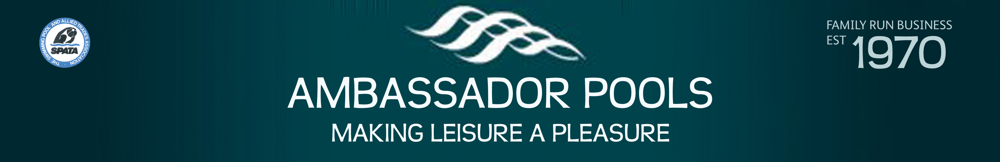 THE SWIMMING POOL AND ALLIED TRADES ASSOCIATION
SPATA
FAMILY RUN BUSINESS
EST 1970
AMBASSADOR POOLS
MAKING LEISURE A PLEASURE